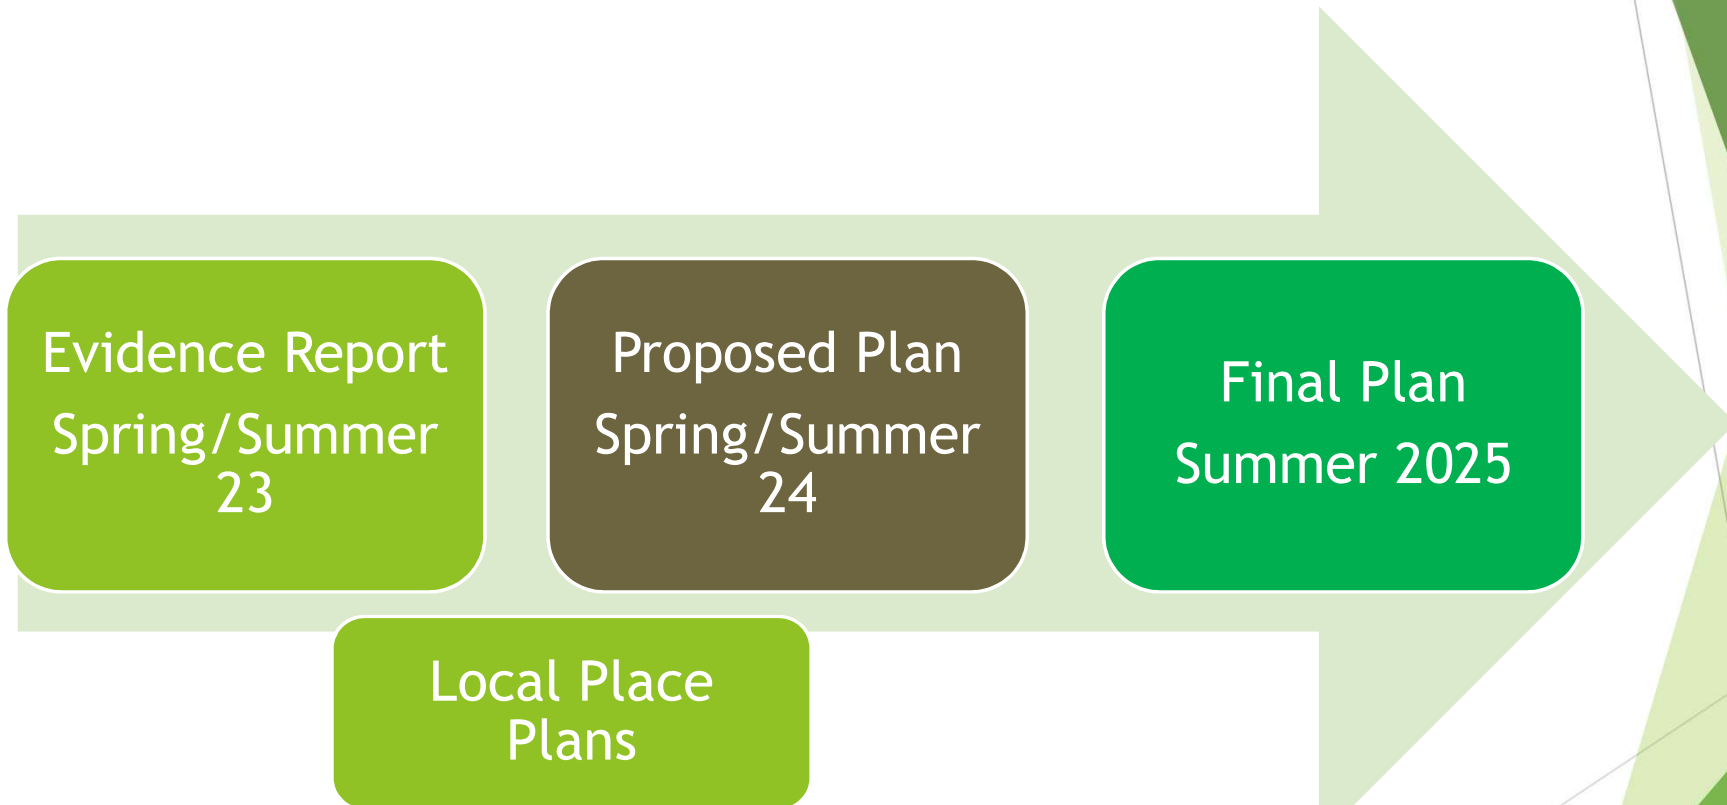 Evidence Report
Spring/Summer
23
Proposed Plan
Spring/Summer
24
Final Plan
Summer 2025
Local Place
Plans